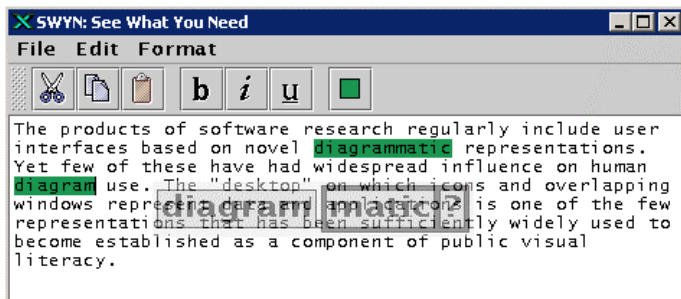 SWYN: See What You Need
File Edit Format
b i u
The products of software research regularly include user
interfaces based on novel diagrammatic representations.
Yet few of these have had widespread influence on human
diagram use. The "desktop" on which icons and overlapping
windows represent data and applications is one of the few
representations that has been sufficiently widely used to
become established as a component of public visual
literacy.
diagram matic ?